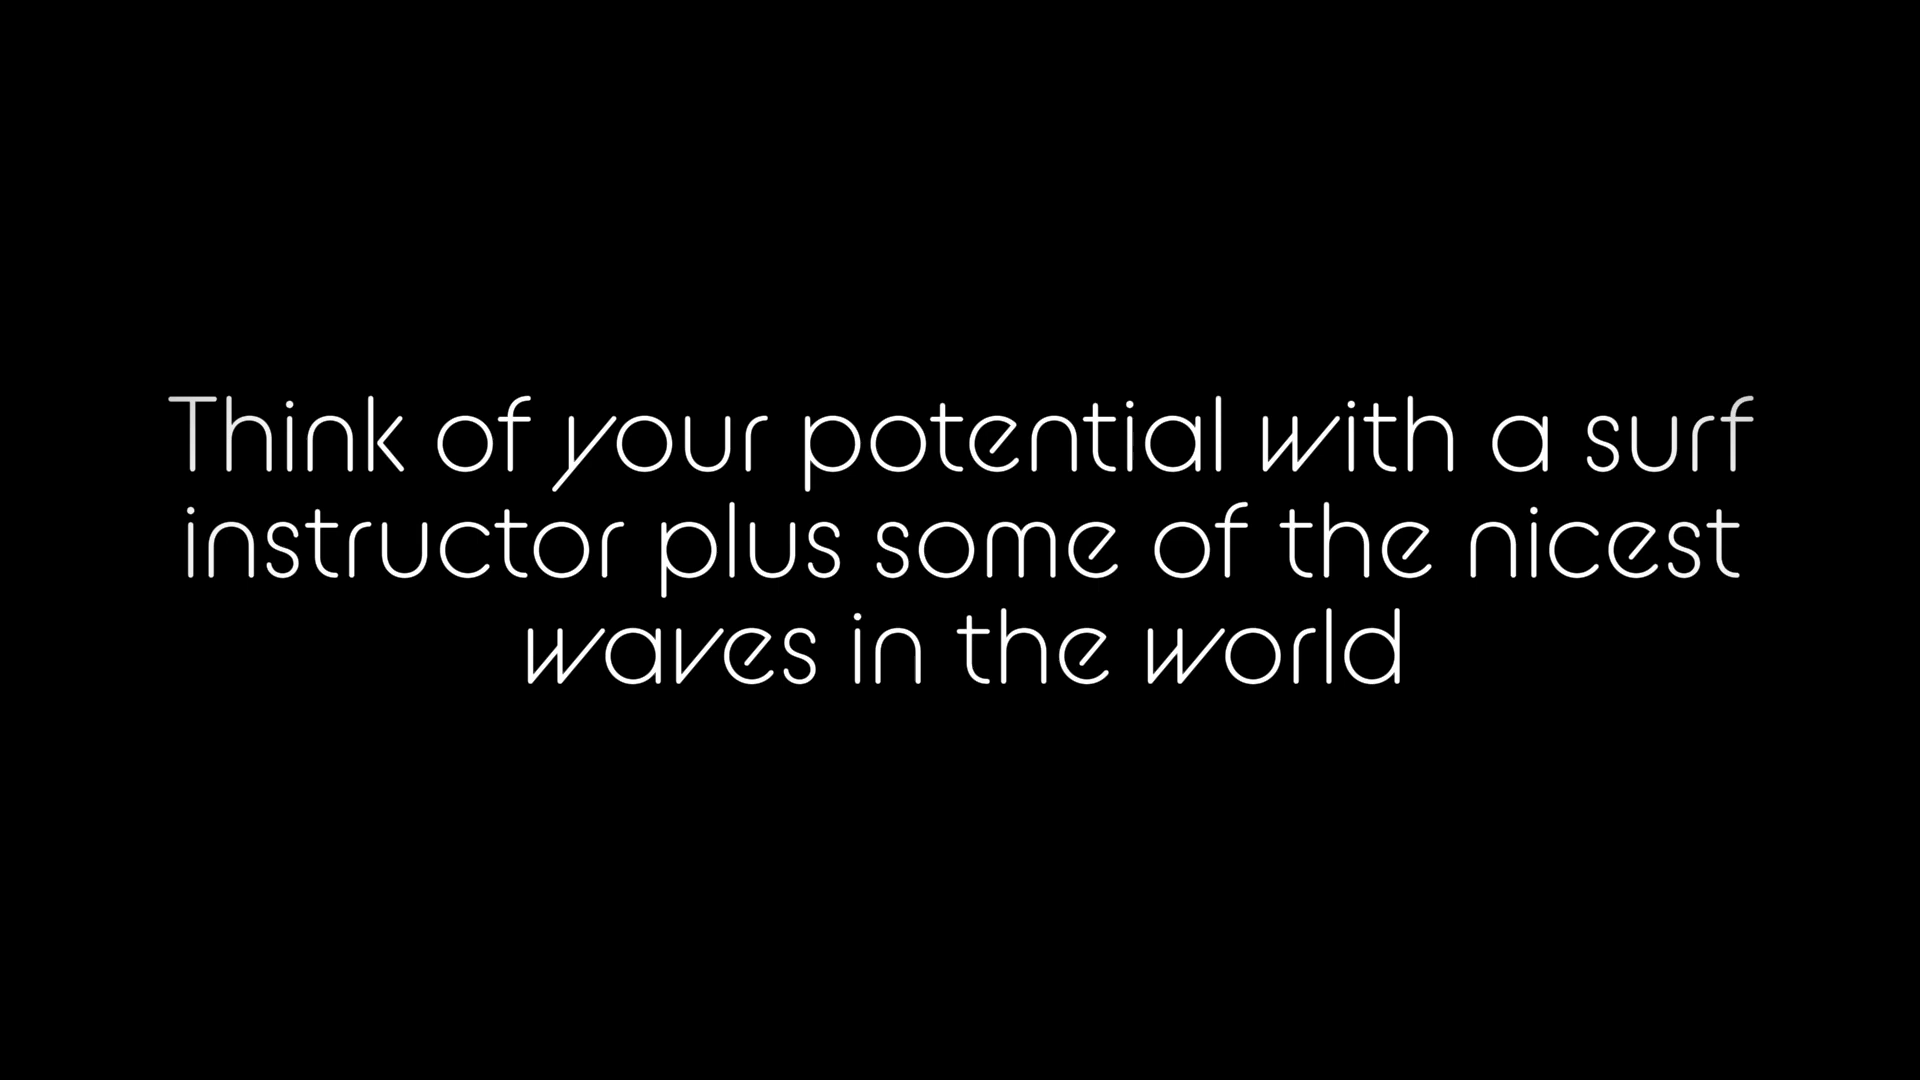 Think of your potential with a surf
instructor plus some of the nicest
waves in the world